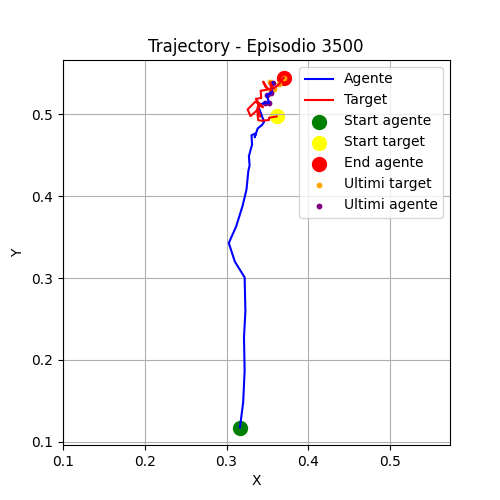 Trajectory - Episodio 3500
Agente
Target
Start agente
Start target
End agente
Ultimi target
Ultimi agente
0.5
0.4
0.3
0.2
0.1
Y
0.1 0.2 0.3 0.4 0.5
X